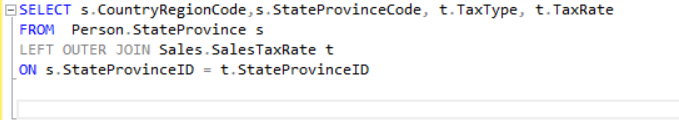 SELECT s.CountryRegionCode,s.StateProvinceCode, t.TaxType, t.TaxRate
FROM  Person.StateProvince s
LEFT OUTER JOIN Sales.SalesTaxRate t
ON s.StateProvinceID = t.StateProvinceID